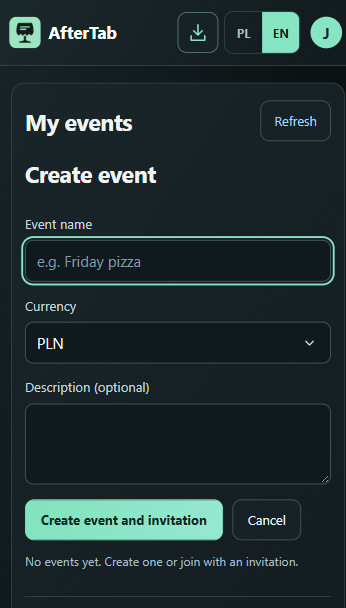 AfterTab
PL EN J
My events
Refresh
Create event
Event name
e.g. Friday pizza
Currency
PLN
Description (optional)
Create event and invitation
Cancel
No events yet. Create one or join with an invitation.